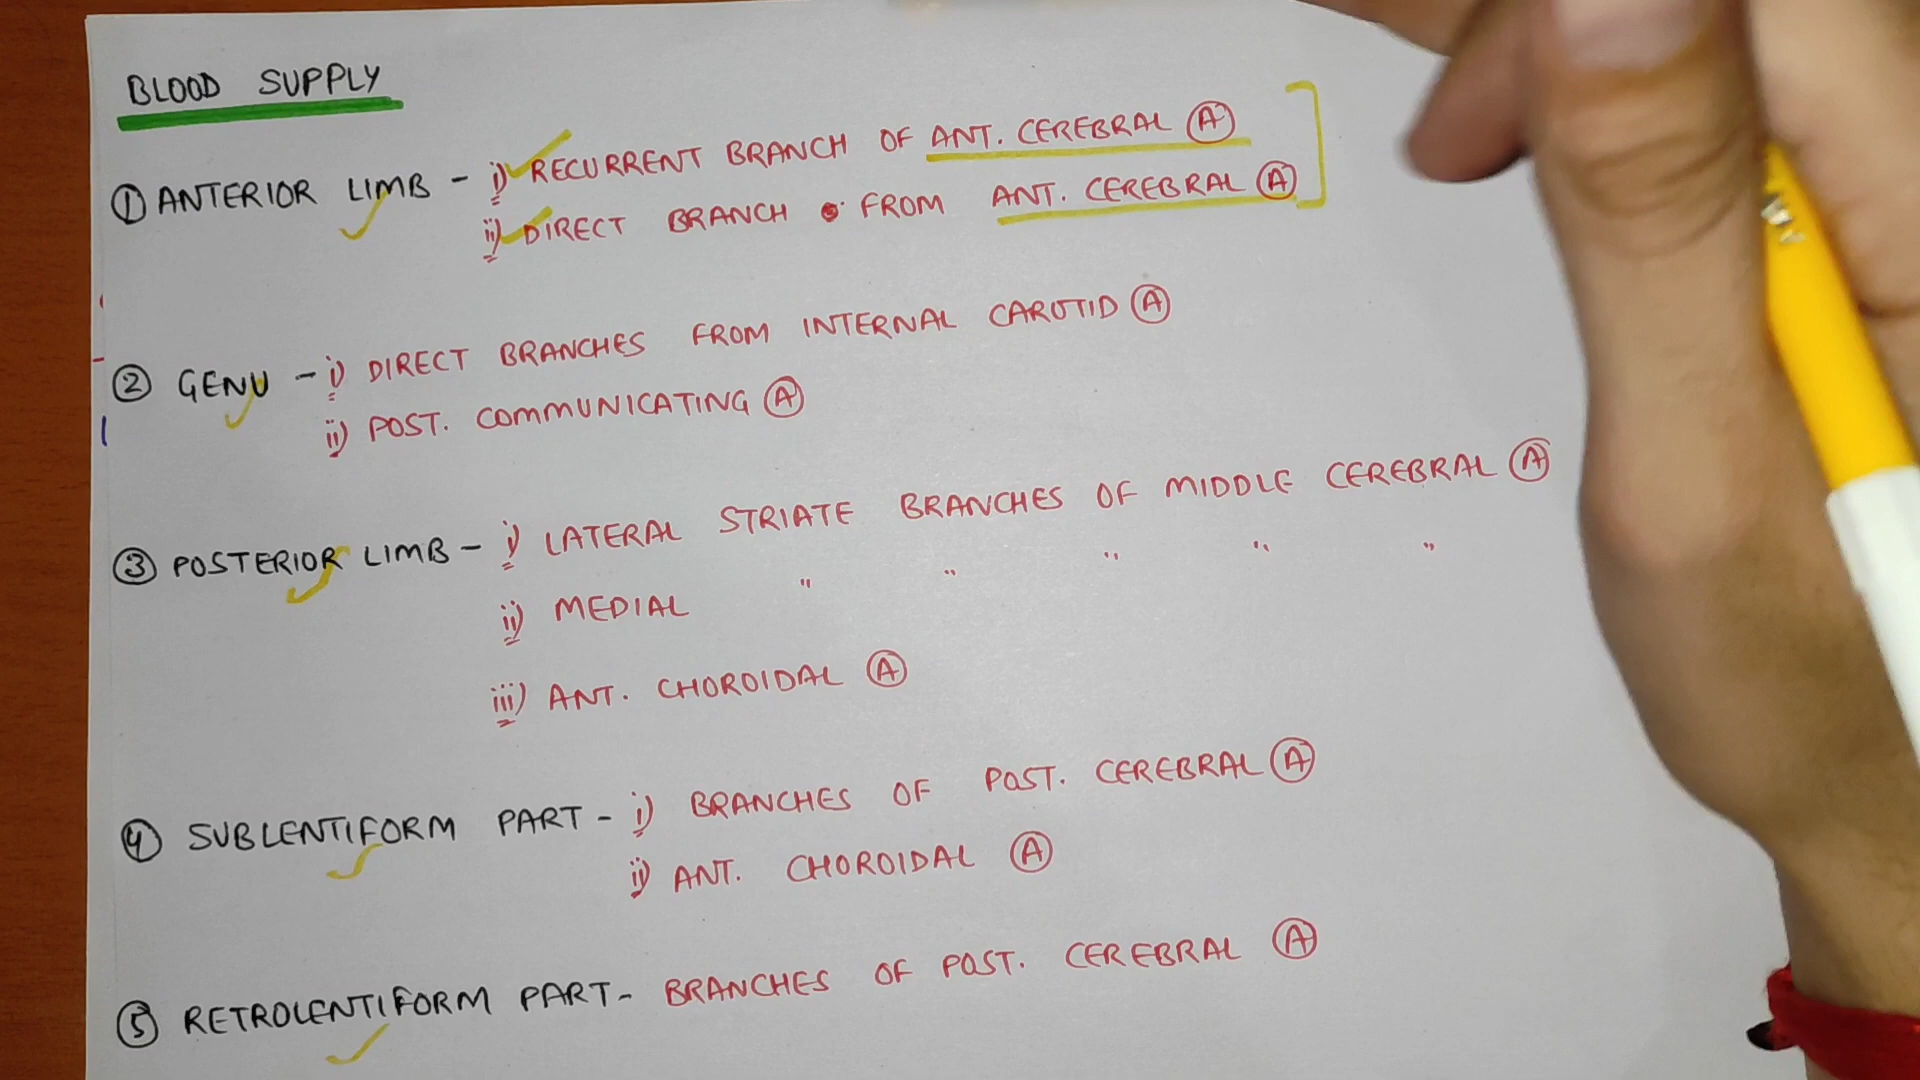 BLOOD SUPPLY
① ANTERIOR LIMB - i) RECURRENT BRANCH OF ANT. CEREBRAL Ⓐ
ii) DIRECT BRANCH FROM ANT. CEREBRAL Ⓐ
② GENU - i) DIRECT BRANCHES FROM INTERNAL CAROTID Ⓐ
ii) POST. COMMUNICATING Ⓐ
③ POSTERIOR LIMB - i) LATERAL STRIATE BRANCHES OF MIDDLE CEREBRAL Ⓐ
ii) MEDIAL " " " " "
iii) ANT. CHOROIDAL Ⓐ
④ SUBLENTIFORM PART - i) BRANCHES OF POST. CEREBRAL Ⓐ
ii) ANT. CHOROIDAL Ⓐ
⑤ RETROLENTIFORM PART - BRANCHES OF POST. CEREBRAL Ⓐ